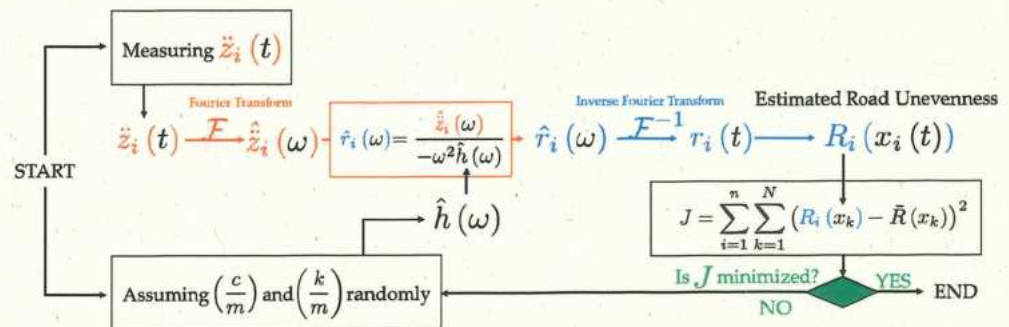 Measuring z̈ᵢ(t)
Fourier Transform
Inverse Fourier Transform
Estimated Road Unevenness
z̈ᵢ(t) ℱ ẑ̈ᵢ(ω) r̂ᵢ(ω) = ẑ̈ᵢ(ω) / −ω²ĥ(ω) r̂ᵢ(ω) ℱ⁻¹ rᵢ(t) Rᵢ(xᵢ(t))
START
ĥ(ω)
J = ∑ᵢ₌₁ⁿ ∑ₖ₌₁ᴺ (Rᵢ(xₖ) − R̄(xₖ))²
Assuming (c/m) and (k/m) randomly
Is J minimized?
YES
END
NO